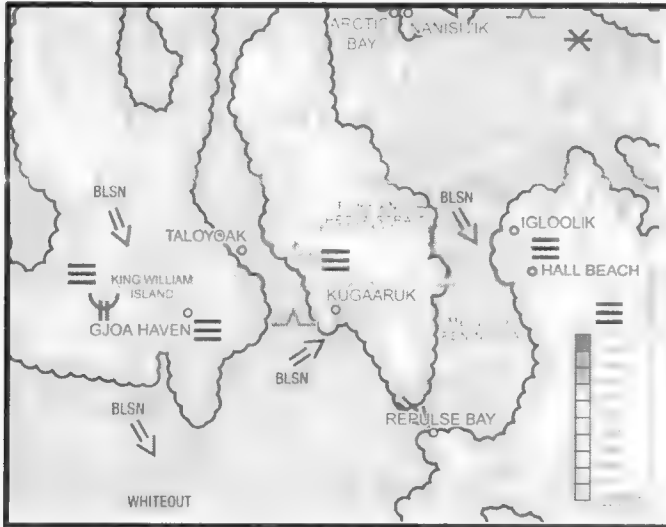 ARCTIC
BAY
NANISIVIK
BLSN
BLSN
TALOYOAK
IGLOOLIK
HALL BEACH
KING WILLIAM
ISLAND
KUGAARUK
GJOA HAVEN
BLSN
BLSN
REPULSE BAY
WHITEOUT